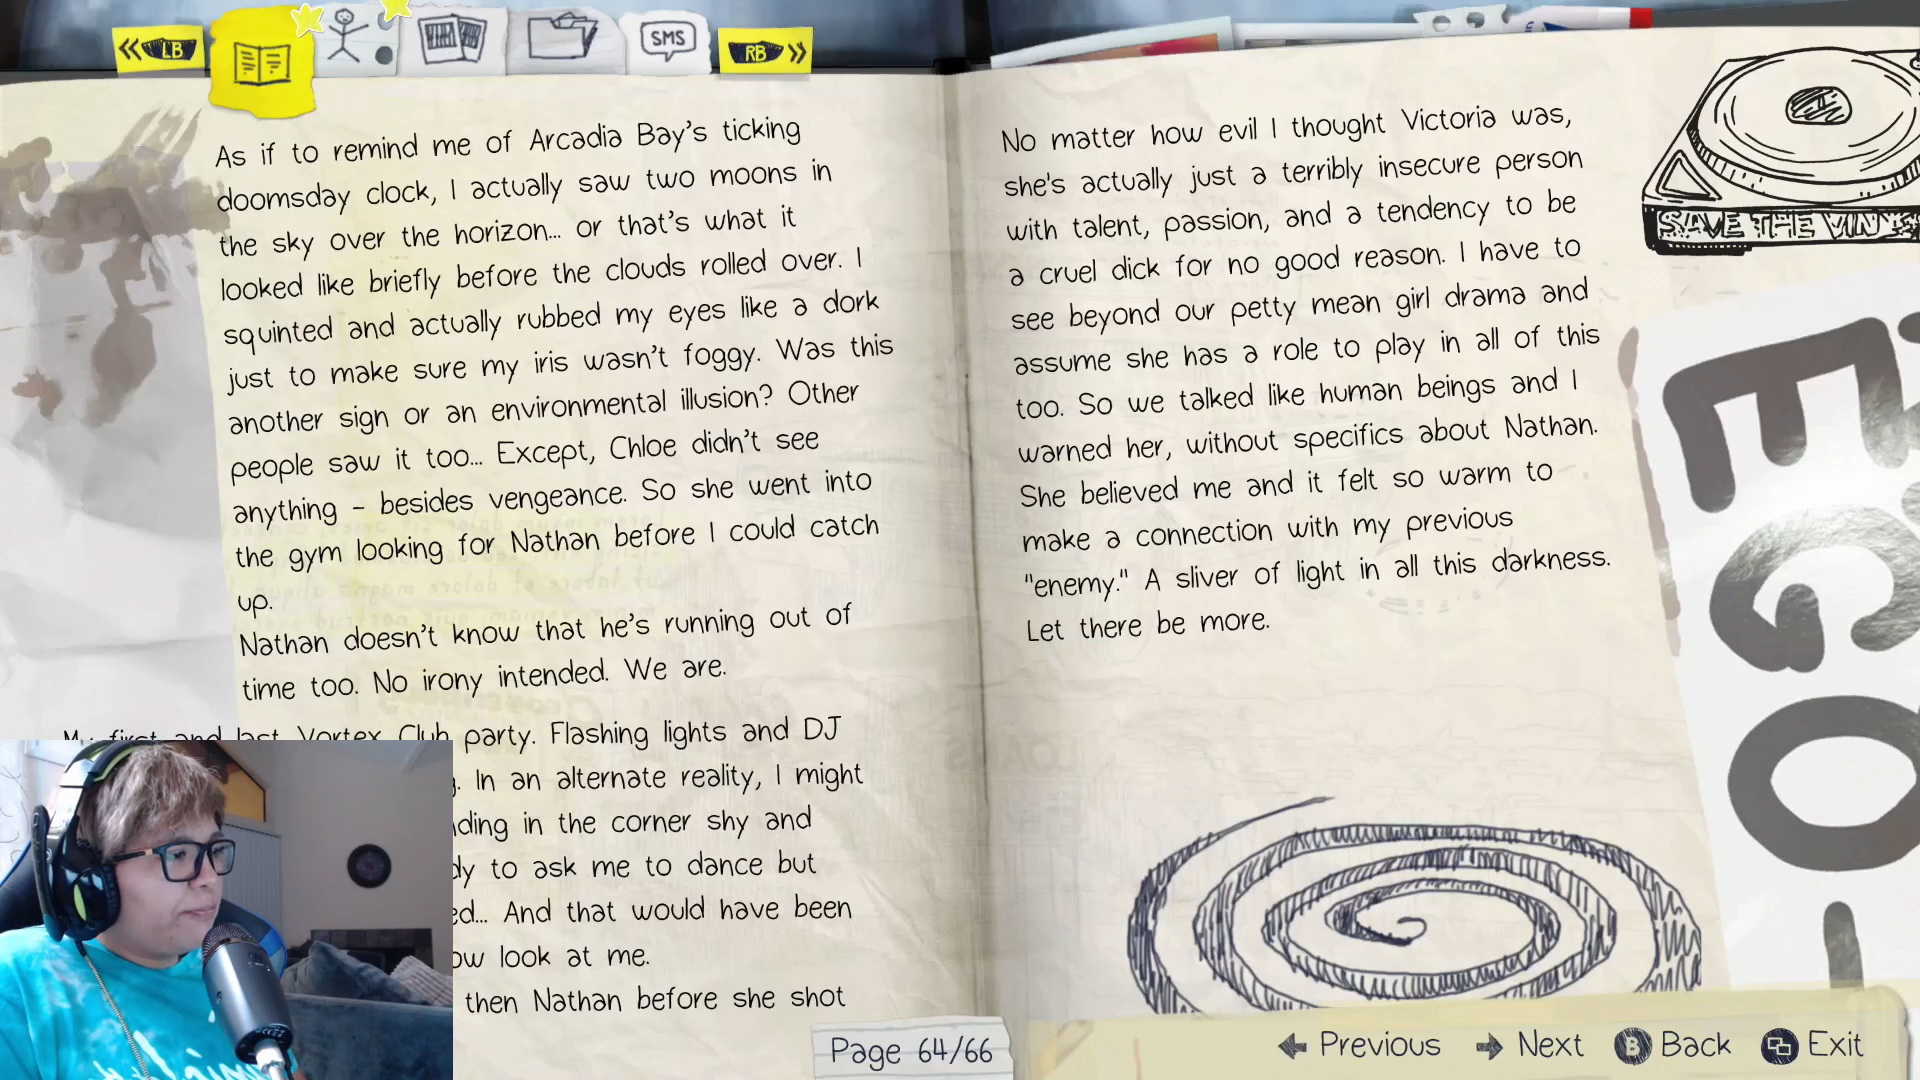 LB
SMS
RB
As if to remind me of Arcadia Bay's ticking
doomsday clock, I actually saw two moons in
the sky over the horizon... or that's what it
looked like briefly before the clouds rolled over. I
squinted and actually rubbed my eyes like a dork
just to make sure my iris wasn't foggy. Was this
another sign or an environmental illusion? Other
people saw it too... Except, Chloe didn't see
anything - besides vengeance. So she went into
the gym looking for Nathan before I could catch
up.
Nathan doesn't know that he's running out of
time too. No irony intended. We are.
My first and last Vortex Club party. Flashing lights and DJ
In an alternate reality, I might
in the corner shy and
to ask me to dance but
And that would have been
look at me.
then Nathan before she shot
No matter how evil I thought Victoria was,
she's actually just a terribly insecure person
with talent, passion, and a tendency to be
a cruel dick for no good reason. I have to
see beyond our petty mean girl drama and
assume she has a role to play in all of this
too. So we talked like human beings and I
warned her, without specifics about Nathan.
She believed me and it felt so warm to
make a connection with my previous
"enemy." A sliver of light in all this darkness.
Let there be more.
SAVE THE VINYL
EGO-
Page 64/66
Previous
Next
B Back
Exit